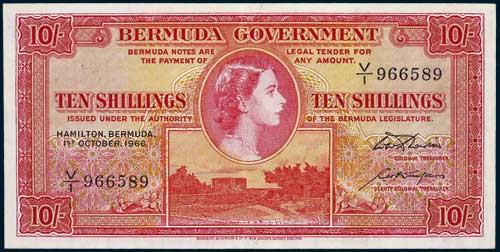 10/- BERMUDA GOVERNMENT 10/-
BERMUDA NOTES ARE LEGAL TENDER FOR
THE PAYMENT OF ANY AMOUNT.
V/1 966589
TEN SHILLINGS TEN SHILLINGS
ISSUED UNDER THE AUTHORITY OF THE BERMUDA LEGISLATURE.
HAMILTON, BERMUDA.
1ST OCTOBER, 1966.
COLONIAL TREASURER
V/1 966589
DEPUTY COLONIAL TREASURER
10/- 10/-